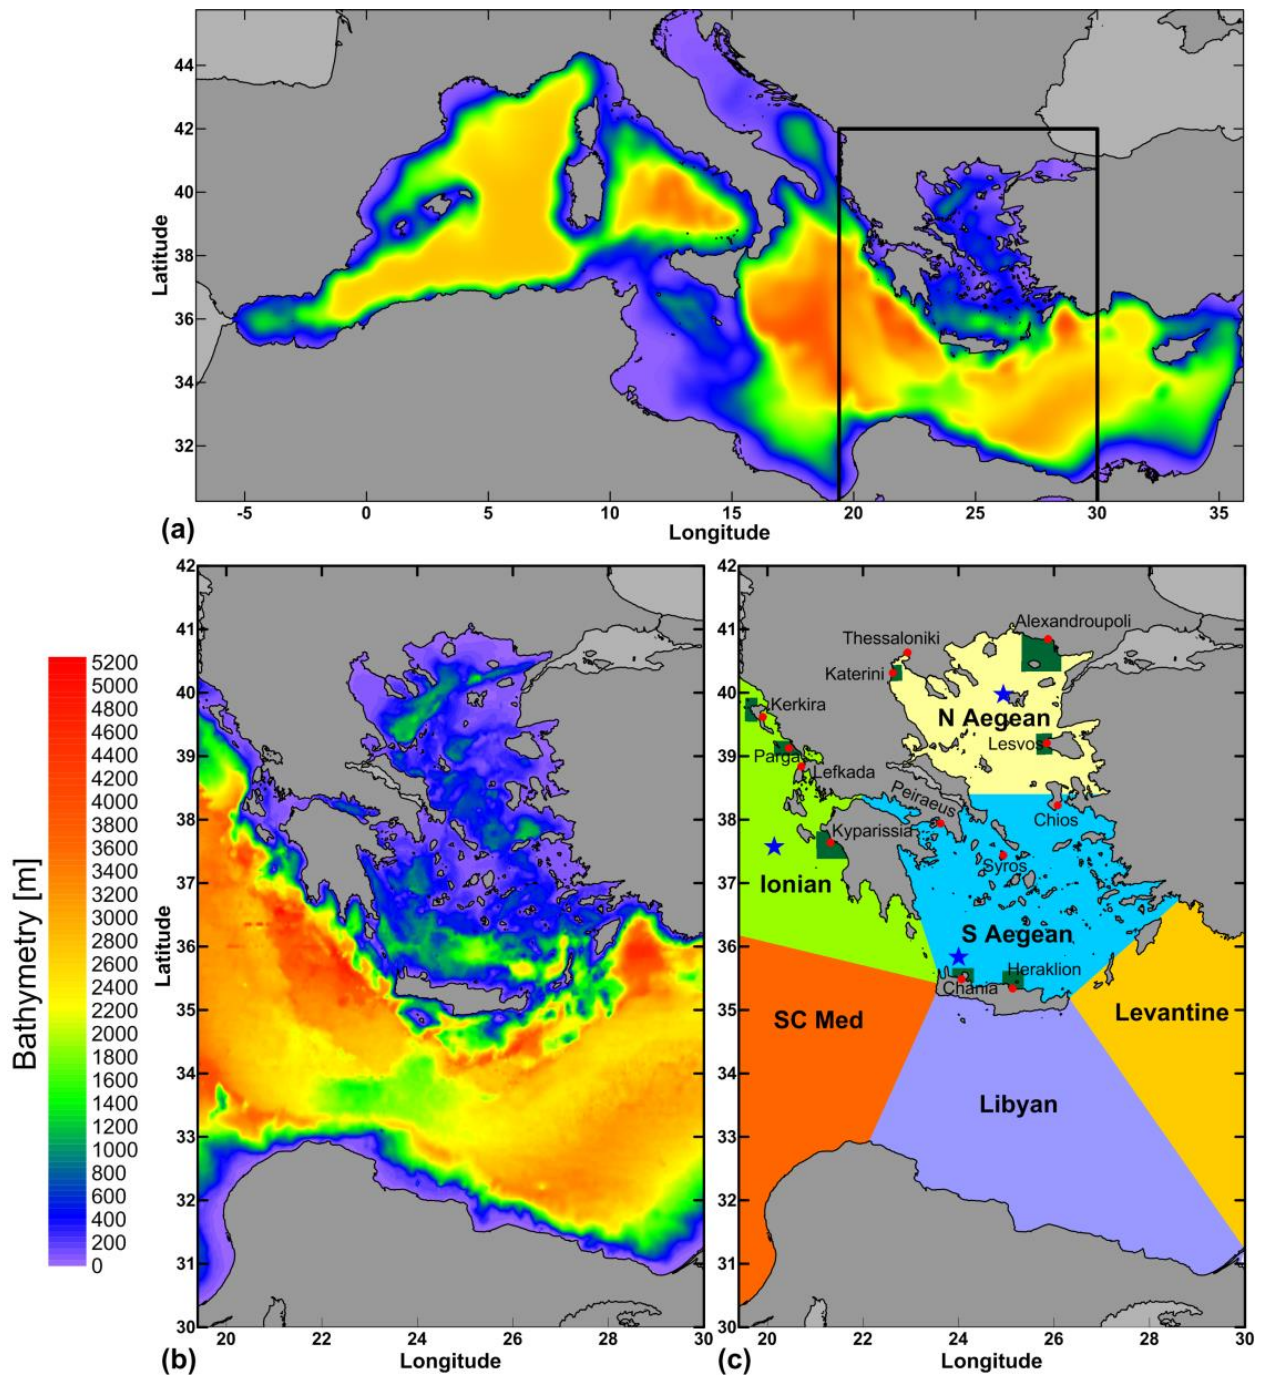 44
42
40
38
36
34
32
Latitude
-5
0
5
10
15
20
25
30
35
(a)
Longitude
Bathymetry [m]
5200
5000
4800
4600
4400
4200
4000
3800
3600
3400
3200
3000
2800
2600
2400
2200
2000
1800
1600
1400
1200
1000
800
600
400
200
0
42
41
40
39
38
37
36
35
34
33
32
31
30
Latitude
20
22
24
26
28
30
(b)
Longitude
42
41
40
39
38
37
36
35
34
33
32
31
30
Alexandroupoli
Thessaloniki
Katerini
Kerkira
N Aegean
Lesvos
Parga
Lefkada
Peiraeus
Chios
Kyparissia
Syros
Ionian
S Aegean
Heraklion
Chania
SC Med
Levantine
Libyan
20
22
24
26
28
30
(c)
Longitude